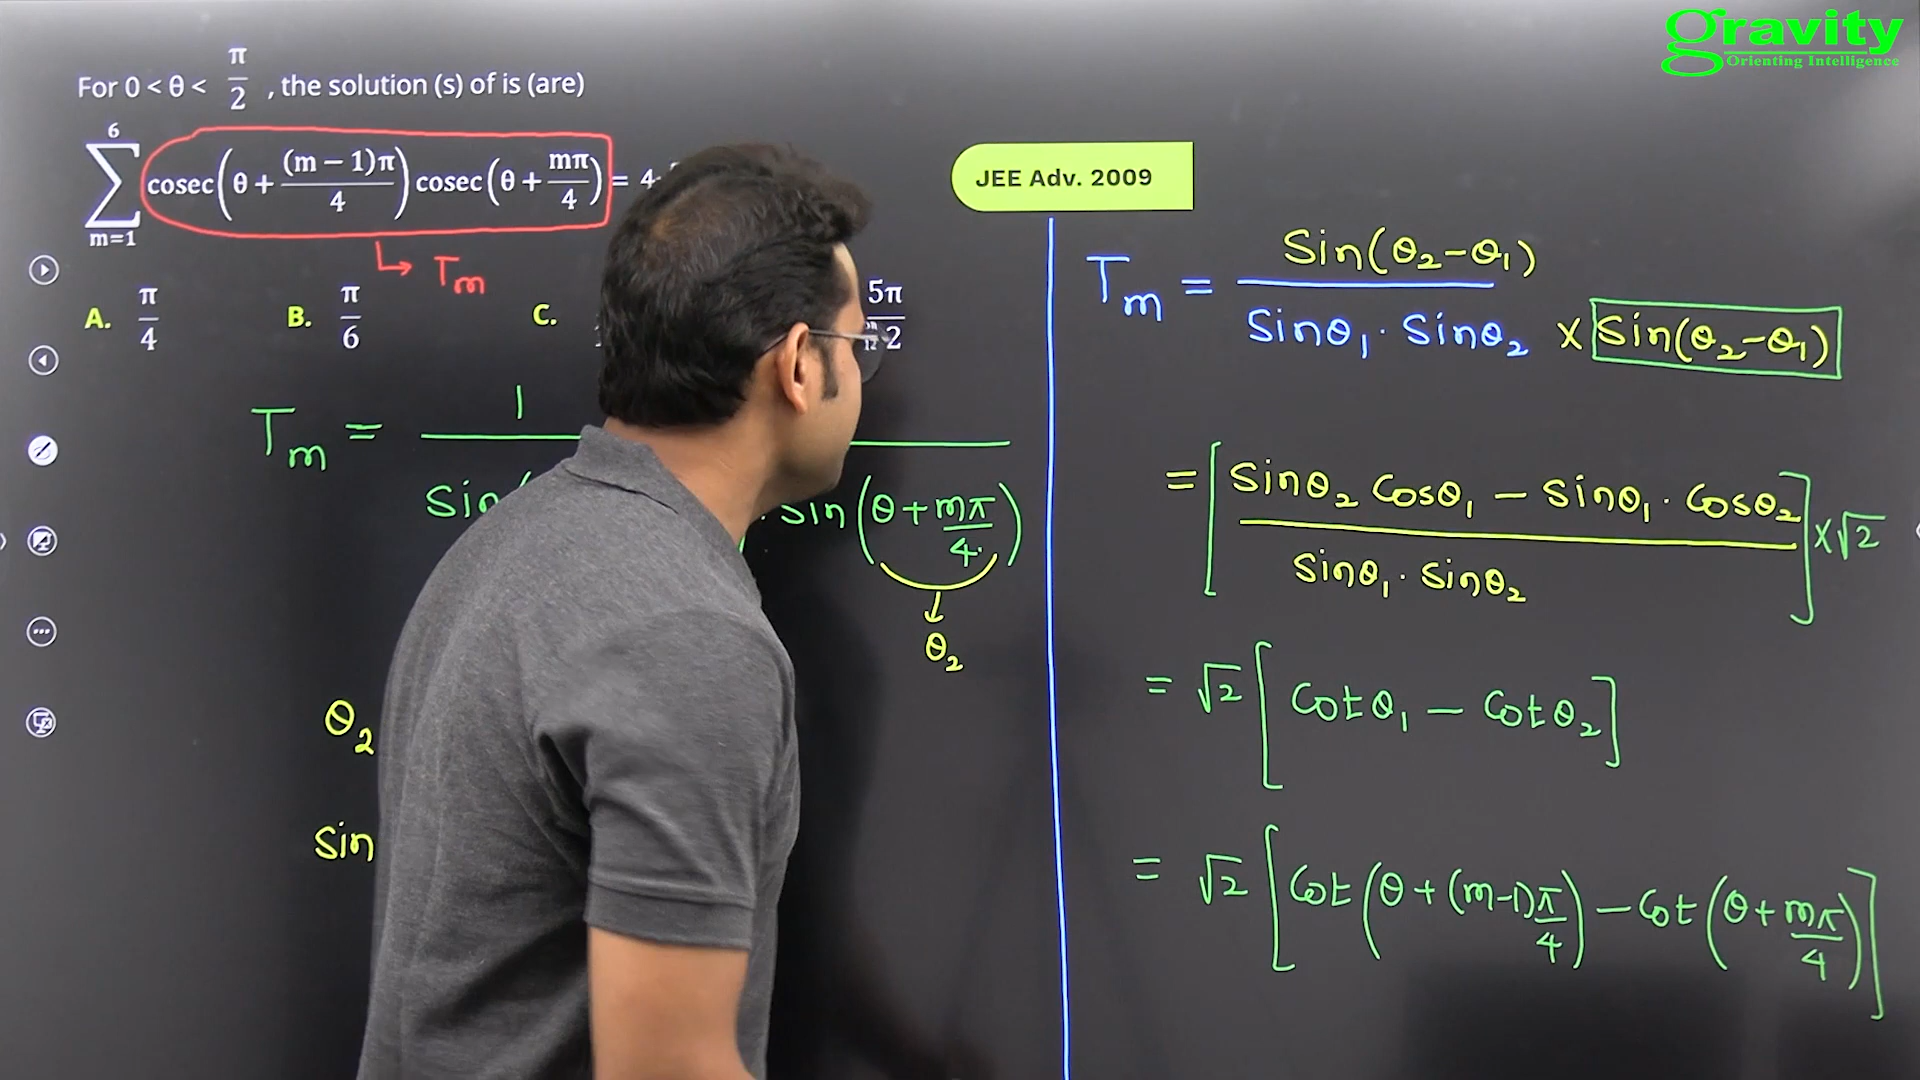 gravity
Orienting Intelligence
For 0 < θ < π/2 , the solution (s) of is (are)
6
∑ cosec(θ + (m − 1)π/4) cosec(θ + mπ/4) = 4
m=1
↳ Tm
JEE Adv. 2009
A. π/4 B. π/6 C. 5π 2
Tm = 1
Sin Sin(θ + mπ/4)
↓
θ2
θ2
Sin
Tm = Sin(θ2−θ1) / Sinθ1 · Sinθ2 × Sin(θ2−θ1)
= [Sinθ2 Cosθ1 − Sinθ1 · Cosθ2 / Sinθ1 · Sinθ2] ×√2
= √2 [Cotθ1 − Cotθ2]
= √2 [Cot(θ + (m−1)π/4) − Cot(θ + mπ/4)]